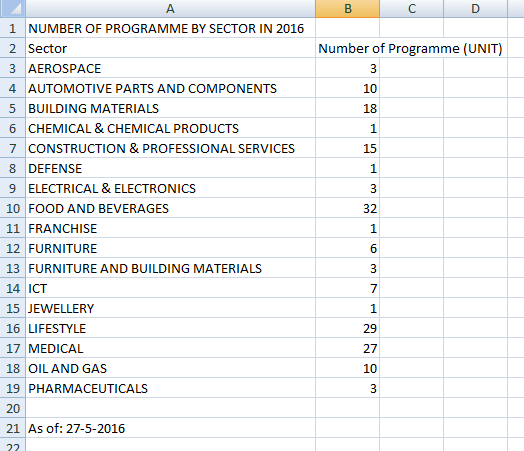 A B C D
1 NUMBER OF PROGRAMME BY SECTOR IN 2016
2 Sector Number of Programme (UNIT)
3 AEROSPACE 3
4 AUTOMOTIVE PARTS AND COMPONENTS 10
5 BUILDING MATERIALS 18
6 CHEMICAL & CHEMICAL PRODUCTS 1
7 CONSTRUCTION & PROFESSIONAL SERVICES 15
8 DEFENSE 1
9 ELECTRICAL & ELECTRONICS 3
10 FOOD AND BEVERAGES 32
11 FRANCHISE 1
12 FURNITURE 6
13 FURNITURE AND BUILDING MATERIALS 3
14 ICT 7
15 JEWELLERY 1
16 LIFESTYLE 29
17 MEDICAL 27
18 OIL AND GAS 10
19 PHARMACEUTICALS 3
20
21 As of: 27-5-2016
22